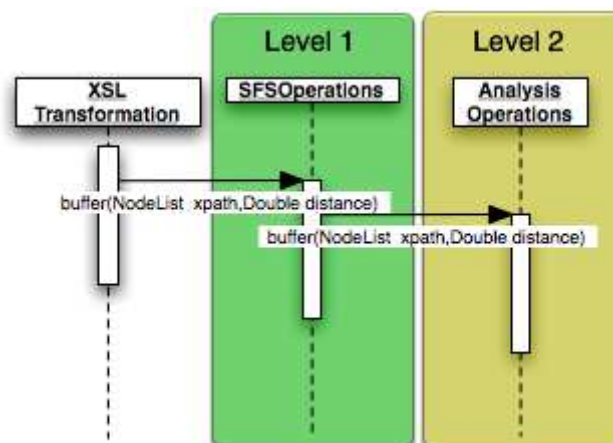 Level 1
Level 2
XSL
Transformation
SFSOperations
Analysis
Operations
buffer(NodeList xpath,Double distance)
buffer(NodeList xpath,Double distance)